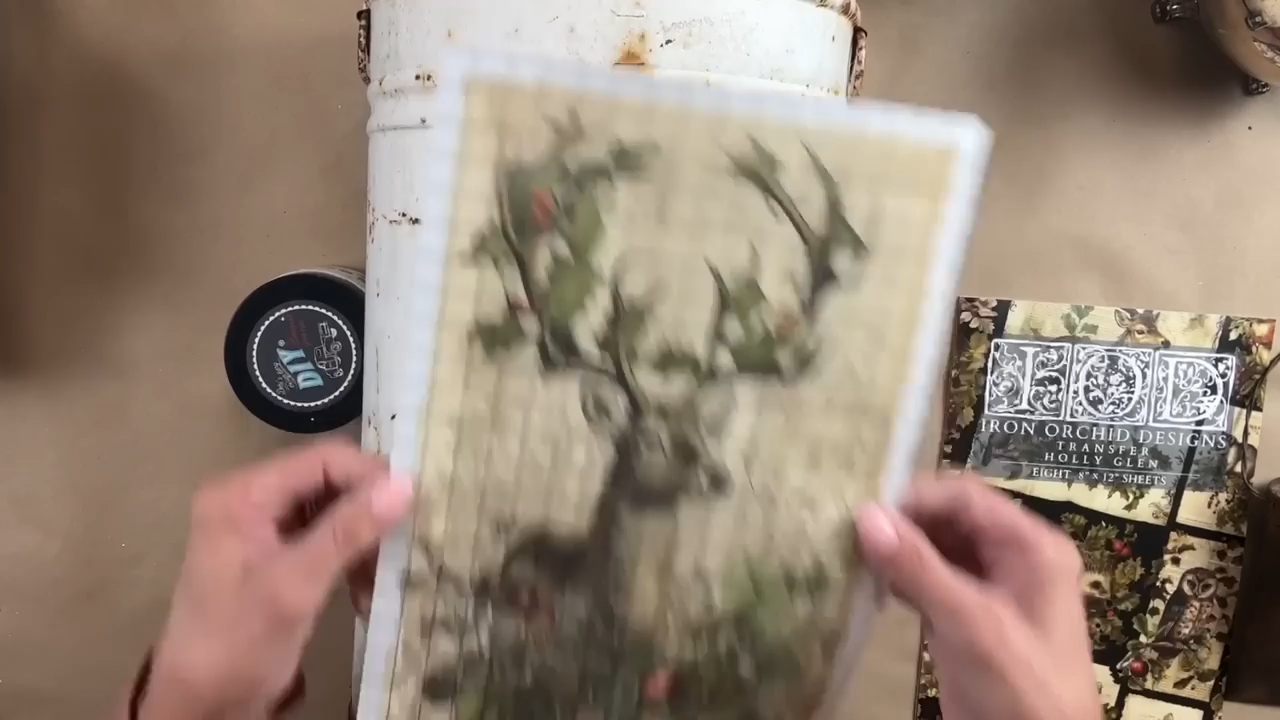 DIY
IOD
IRON ORCHID DESIGNS
TRANSFER
HOLLY GLEN
EIGHT 8" X 12" SHEETS